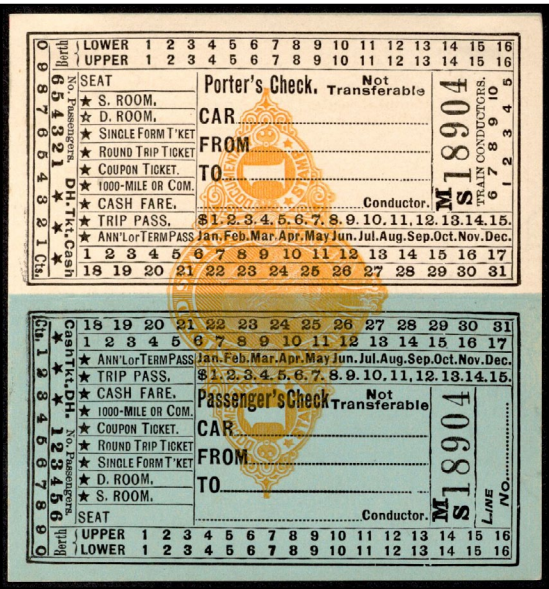 Berth LOWER 1 2 3 4 5 6 7 8 9 10 11 12 13 14 15 16
UPPER 1 2 3 4 5 6 7 8 9 10 11 12 13 14 15 16
0 9 8 7 6 5 4 3 2 1 Cts.
No. Passengers. DH. Tkt. Cash
6 5 4 3 2 1 ★ ★ ★
SEAT
★ S. ROOM.
☆ D. ROOM.
★ SINGLE FORM T'KET
★ ROUND TRIP TICKET
★ COUPON TICKET.
★ 1000-MILE OR COM.
★ CASH FARE.
★ TRIP PASS.
★ ANN'L or TERM PASS
Porter's Check. Not Transferable
CAR
FROM
TO
Conductor.
M/S 18904
TRAIN CONDUCTORS.
6 7 8 9 10
1 2 3 4 5
$1.2.3.4.5.6.7.8.9.10.11.12.13.14.15.
Jan. Feb. Mar. Apr. May Jun. Jul. Aug. Sep. Oct. Nov. Dec.
1 2 3 4 5 6 7 8 9 10 11 12 13 14 15 16 17
18 19 20 21 22 23 24 25 26 27 28 29 30 31
18 19 20 21 22 23 24 25 26 27 28 29 30 31
1 2 3 4 5 6 7 8 9 10 11 12 13 14 15 16 17
Cts. 1 2 3 4 5 6 7 8 9 0
Cash Tkt. DH. No. Passengers.
★ ★ ★ 1 2 3 4 5 6
★ ANN'L or TERM PASS
★ TRIP PASS.
★ CASH FARE.
★ 1000-MILE OR COM.
★ COUPON TICKET.
★ ROUND TRIP TICKET
★ SINGLE FORM T'KET
★ D. ROOM.
★ S. ROOM.
SEAT
Jan. Feb. Mar. Apr. May Jun. Jul. Aug. Sep. Oct. Nov. Dec.
$1.2.3.4.5.6.7.8.9.10.11.12.13.14.15.
Passenger's Check Not Transferable
CAR
FROM
TO
Conductor.
M/S 18904
LINE
No.
Berth UPPER 1 2 3 4 5 6 7 8 9 10 11 12 13 14 15 16
LOWER 1 2 3 4 5 6 7 8 9 10 11 12 13 14 15 16